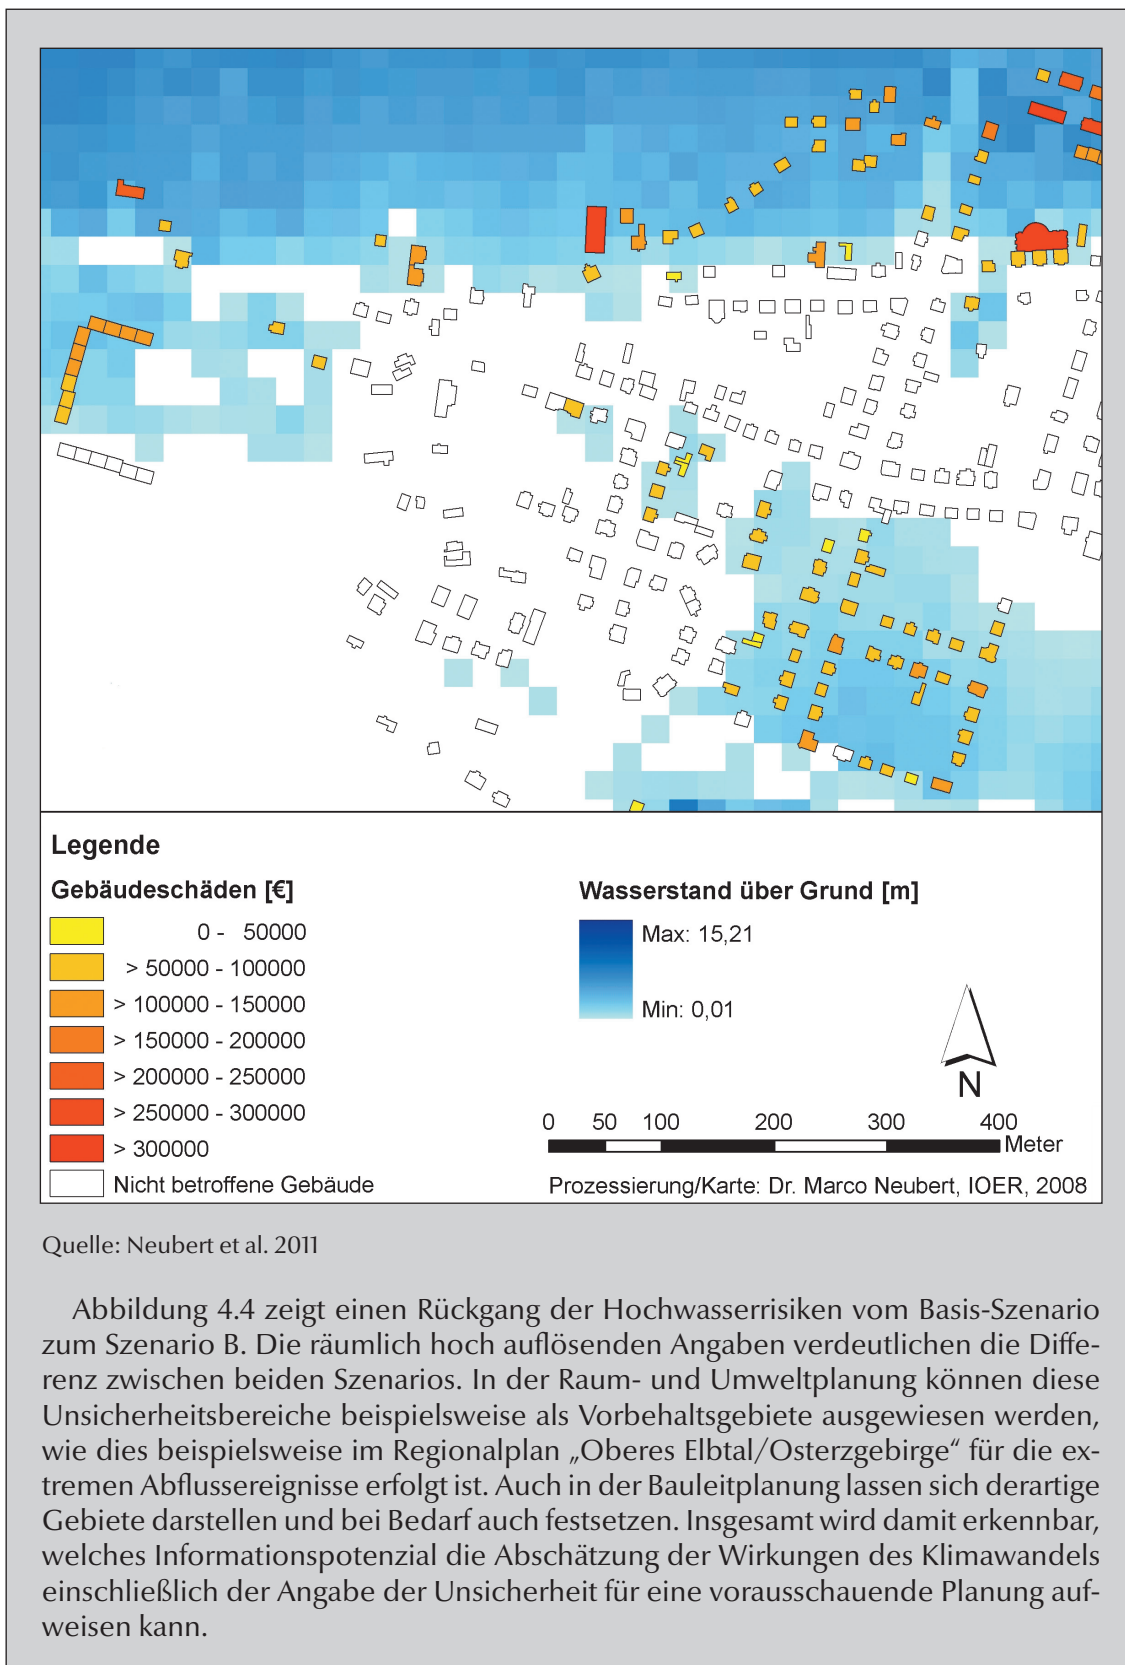 Legende
Gebäudeschäden [€]
0 - 50000
> 50000 - 100000
> 100000 - 150000
> 150000 - 200000
> 200000 - 250000
> 250000 - 300000
> 300000
Nicht betroffene Gebäude
Wasserstand über Grund [m]
Max: 15,21
Min: 0,01
N
0 50 100 200 300 400
Meter
Prozessierung/Karte: Dr. Marco Neubert, IOER, 2008
Quelle: Neubert et al. 2011
Abbildung 4.4 zeigt einen Rückgang der Hochwasserrisiken vom Basis-Szenario
zum Szenario B. Die räumlich hoch auflösenden Angaben verdeutlichen die Diffe-
renz zwischen beiden Szenarios. In der Raum- und Umweltplanung können diese
Unsicherheitsbereiche beispielsweise als Vorbehaltsgebiete ausgewiesen werden,
wie dies beispielsweise im Regionalplan „Oberes Elbtal/Osterzgebirge“ für die ex-
tremen Abflussereignisse erfolgt ist. Auch in der Bauleitplanung lassen sich derartige
Gebiete darstellen und bei Bedarf auch festsetzen. Insgesamt wird damit erkennbar,
welches Informationspotenzial die Abschätzung der Wirkungen des Klimawandels
einschließlich der Angabe der Unsicherheit für eine vorausschauende Planung auf-
weisen kann.